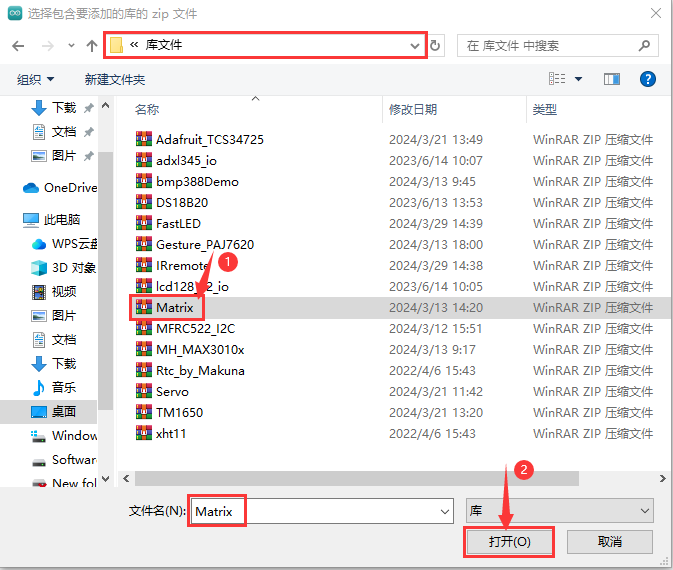 选择包含要添加的库的 zip 文件
« 库文件
在 库文件 中搜索
组织 新建文件夹
名称 修改日期 类型
下载
文档
图片
OneDrive
此电脑
WPS云盘
3D 对象
视频
图片
文档
下载
音乐
桌面
Window
Software
New fol
Adafruit_TCS34725 2024/3/21 13:49 WinRAR ZIP 压缩文件
adxl345_io 2023/6/14 10:07 WinRAR ZIP 压缩文件
bmp388Demo 2024/3/13 9:45 WinRAR ZIP 压缩文件
DS18B20 2023/6/13 13:53 WinRAR ZIP 压缩文件
FastLED 2024/3/29 14:39 WinRAR ZIP 压缩文件
Gesture_PAJ7620 2024/3/13 18:00 WinRAR ZIP 压缩文件
IRremote 2024/3/29 14:38 WinRAR ZIP 压缩文件
1
2023/6/14 10:05 WinRAR ZIP 压缩文件
Matrix 2024/3/13 14:20 WinRAR ZIP 压缩文件
MFRC522_I2C 2024/3/12 15:51 WinRAR ZIP 压缩文件
MH_MAX3010x 2024/3/13 9:17 WinRAR ZIP 压缩文件
Rtc_by_Makuna 2022/4/6 15:43 WinRAR ZIP 压缩文件
Servo 2024/3/21 11:42 WinRAR ZIP 压缩文件
TM1650 2024/3/21 13:20 WinRAR ZIP 压缩文件
xht11 2022/4/6 15:43 WinRAR ZIP 压缩文件
2
文件名(N): Matrix 库
打开(O) 取消